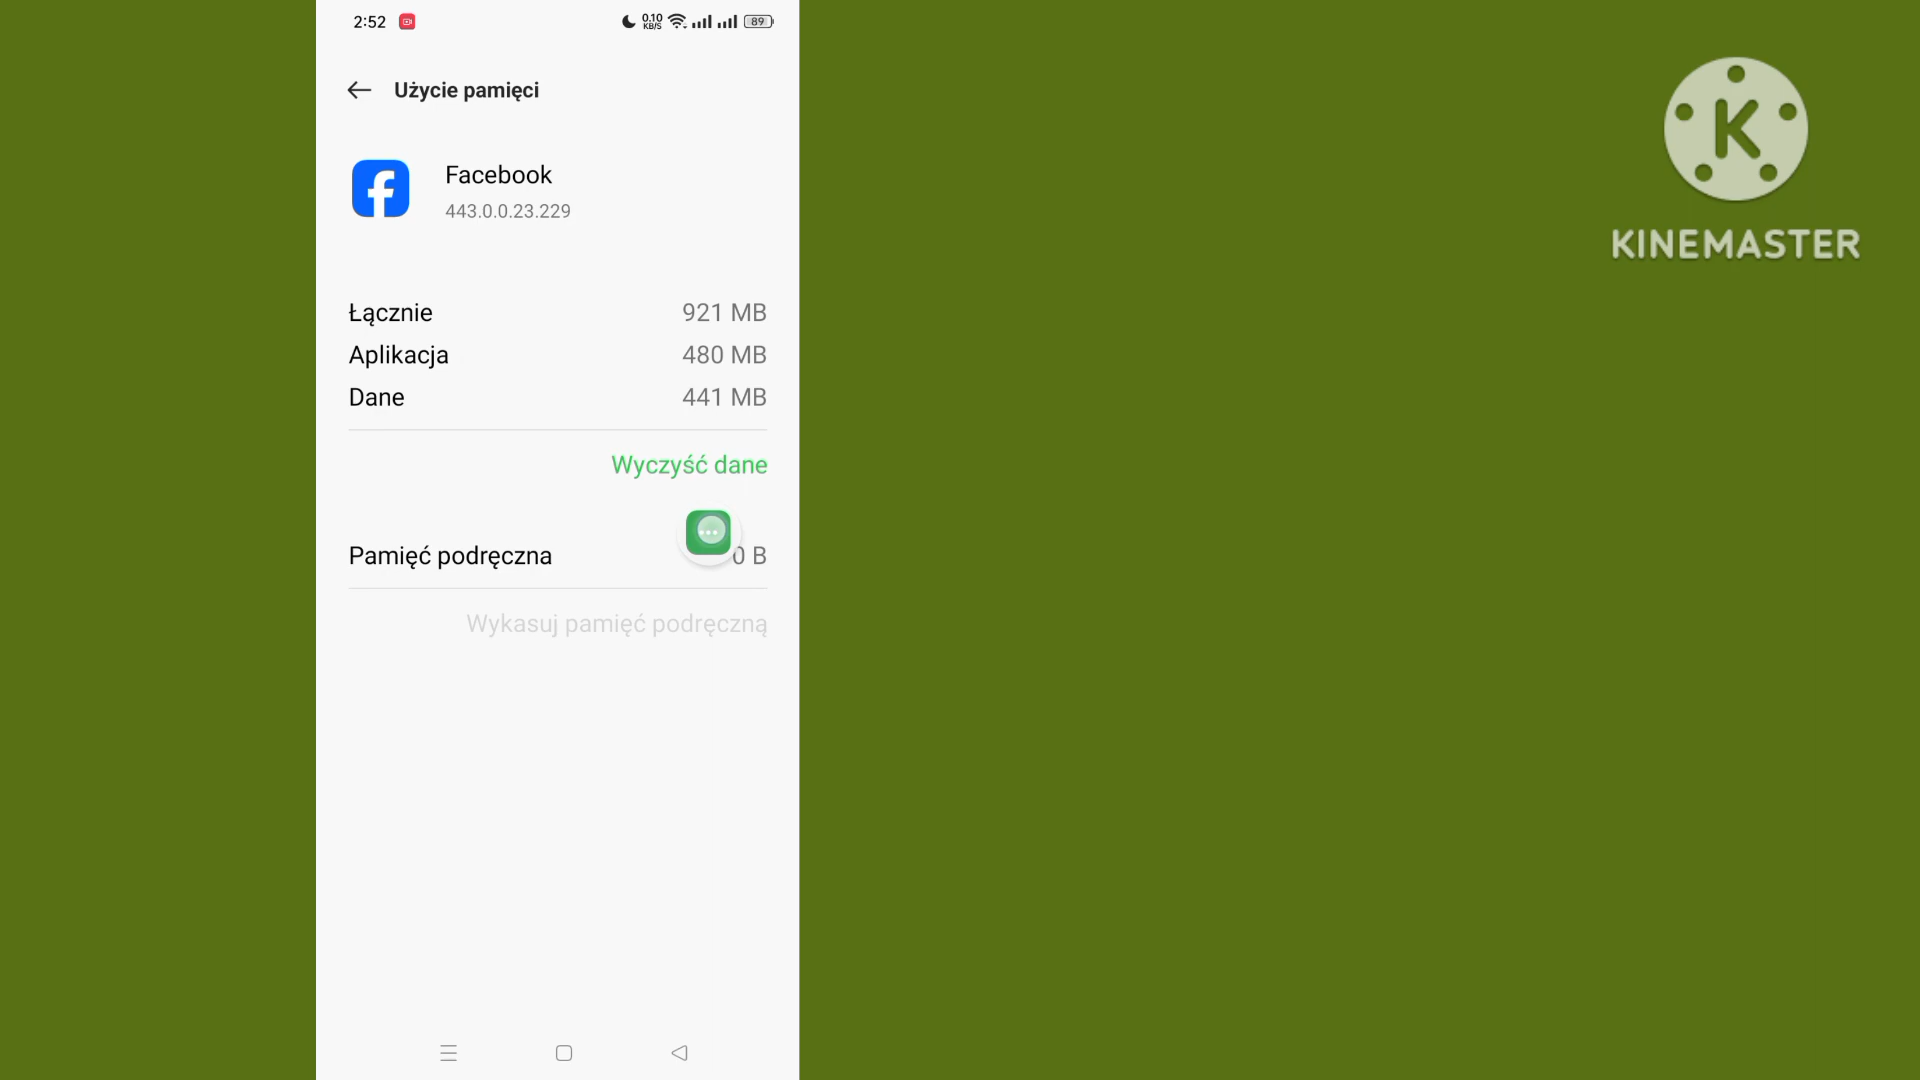 2:52
0.10
KB/S
89
Użycie pamięci
Facebook
443.0.0.23.229
Łącznie 921 MB
Aplikacja 480 MB
Dane 441 MB
Wyczyść dane
Pamięć podręczna 0 B
Wykasuj pamięć podręczną
K
KINEMASTER